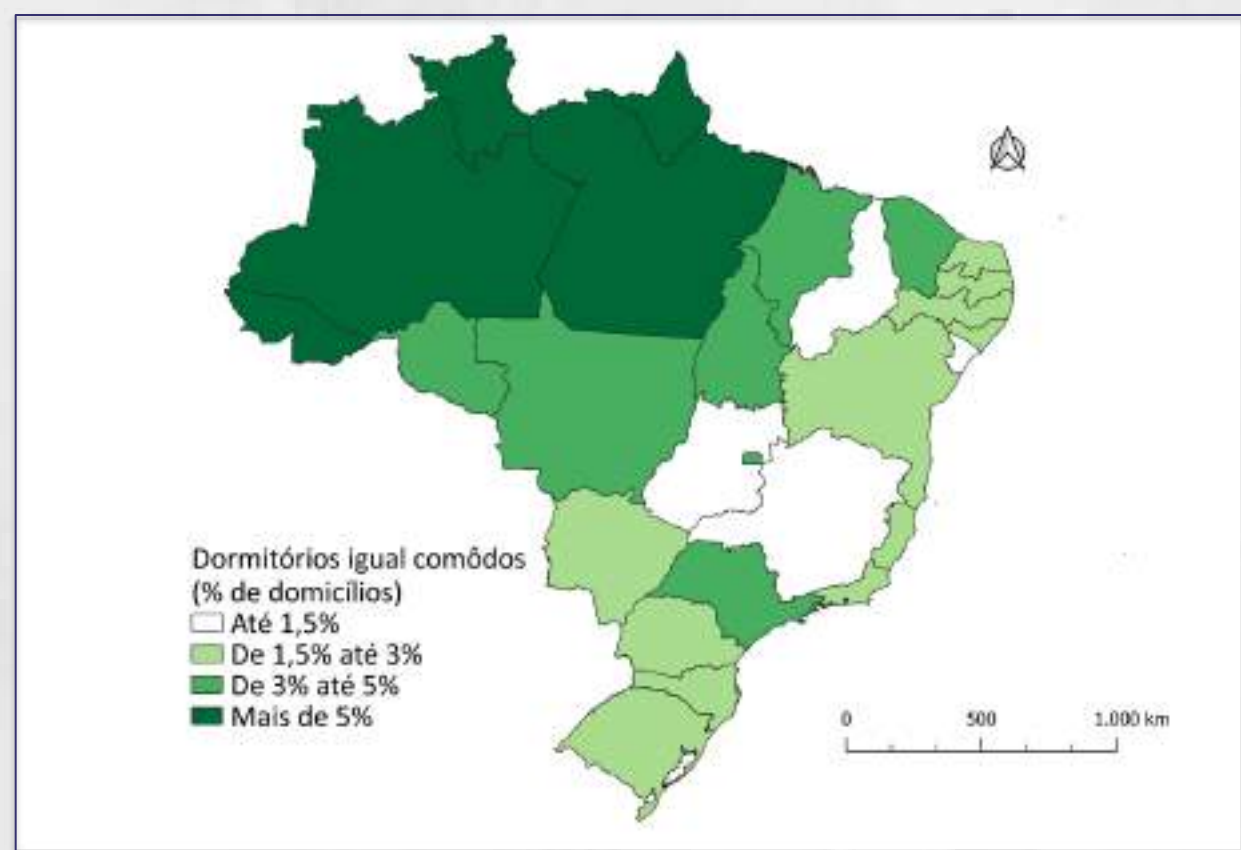 Dormitórios igual comôdos
(% de domicílios)
Até 1,5%
De 1,5% até 3%
De 3% até 5%
Mais de 5%
0 500 1.000 km